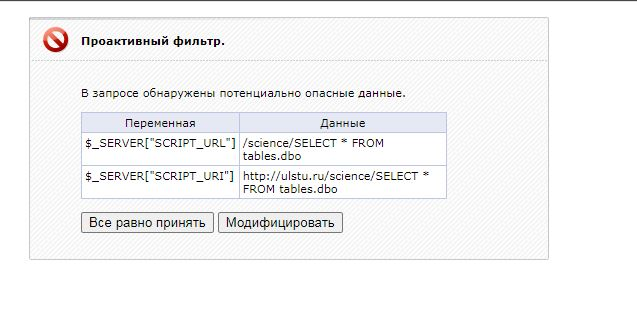 Проактивный фильтр.
В запросе обнаружены потенциально опасные данные.
Переменная Данные
$_SERVER["SCRIPT_URL"] /science/SELECT * FROM
tables.dbo
$_SERVER["SCRIPT_URI"] http://ulstu.ru/science/SELECT *
FROM tables.dbo
Все равно принять Модифицировать